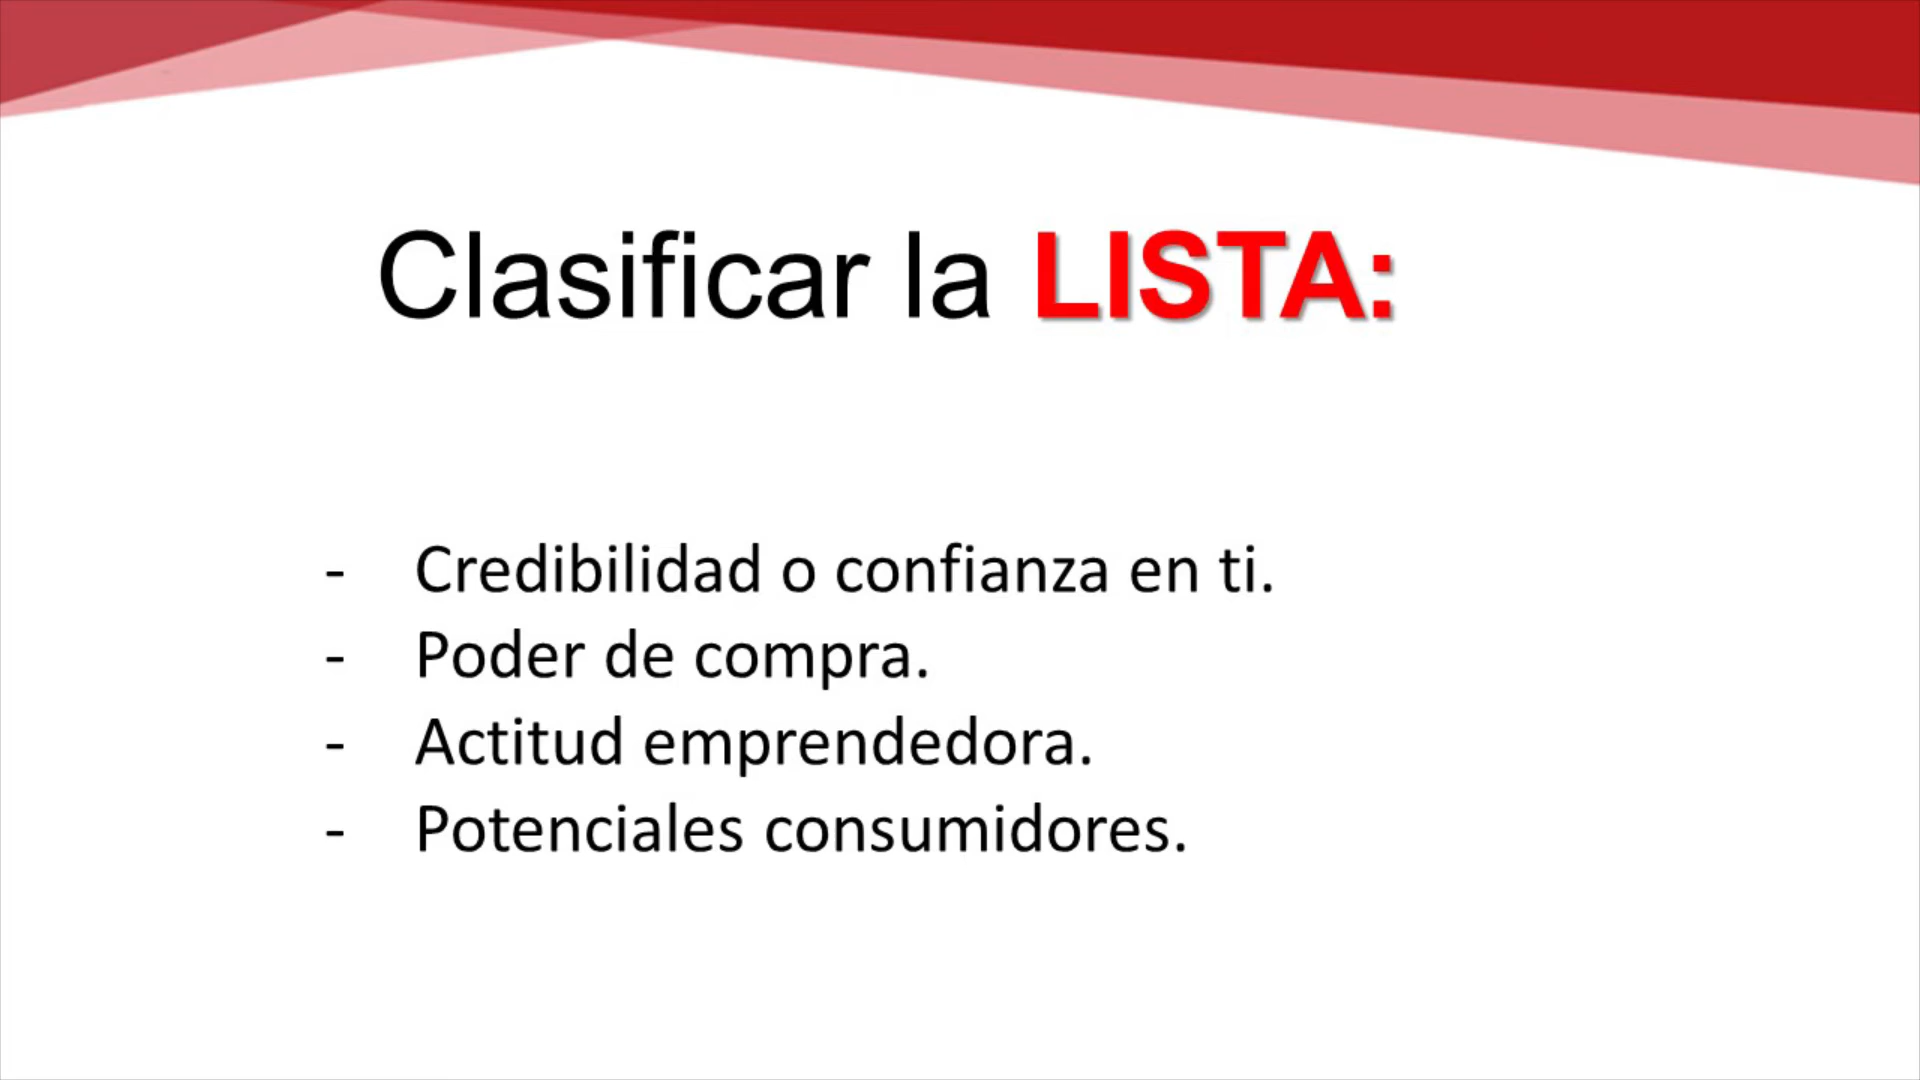 Clasificar la LISTA:
- Credibilidad o confianza en ti.
- Poder de compra.
- Actitud emprendedora.
- Potenciales consumidores.